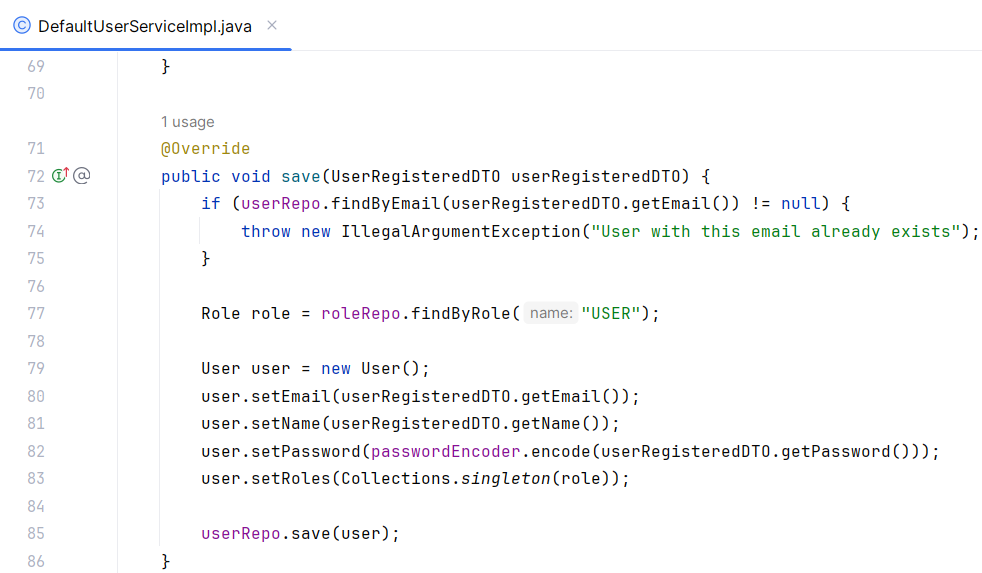 DefaultUserServiceImpl.java
69 }
70
1 usage
71 @Override
72 public void save(UserRegisteredDTO userRegisteredDTO) {
73 if (userRepo.findByEmail(userRegisteredDTO.getEmail()) != null) {
74 throw new IllegalArgumentException("User with this email already exists");
75 }
76
77 Role role = roleRepo.findByRole( name: "USER");
78
79 User user = new User();
80 user.setEmail(userRegisteredDTO.getEmail());
81 user.setName(userRegisteredDTO.getName());
82 user.setPassword(passwordEncoder.encode(userRegisteredDTO.getPassword()));
83 user.setRoles(Collections.singleton(role));
84
85 userRepo.save(user);
86 }